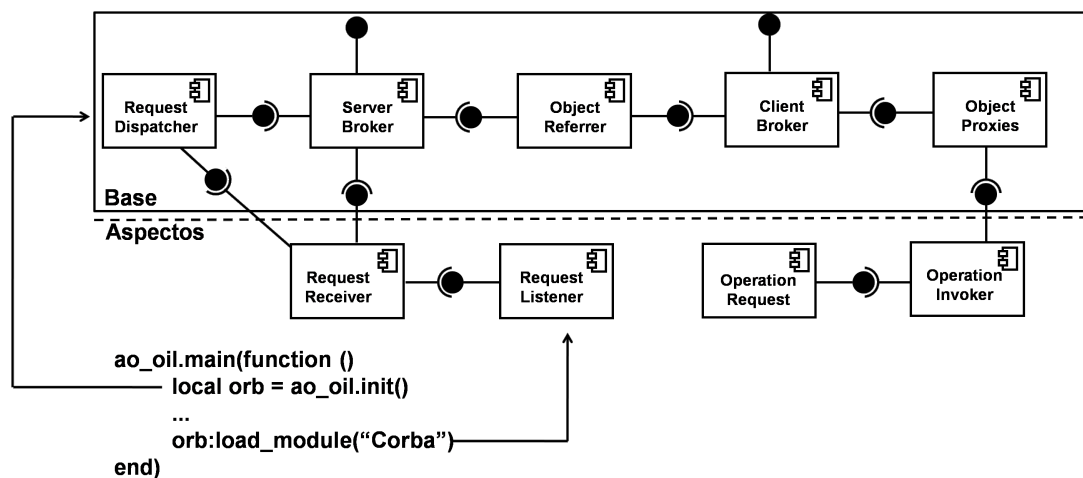 Request
Dispatcher
Server
Broker
Object
Referrer
Client
Broker
Object
Proxies
Base
Aspectos
Request
Receiver
Request
Listener
Operation
Request
Operation
Invoker
ao_oil.main(function ()
local orb = ao_oil.init()
...
orb:load_module(“Corba”)
end)